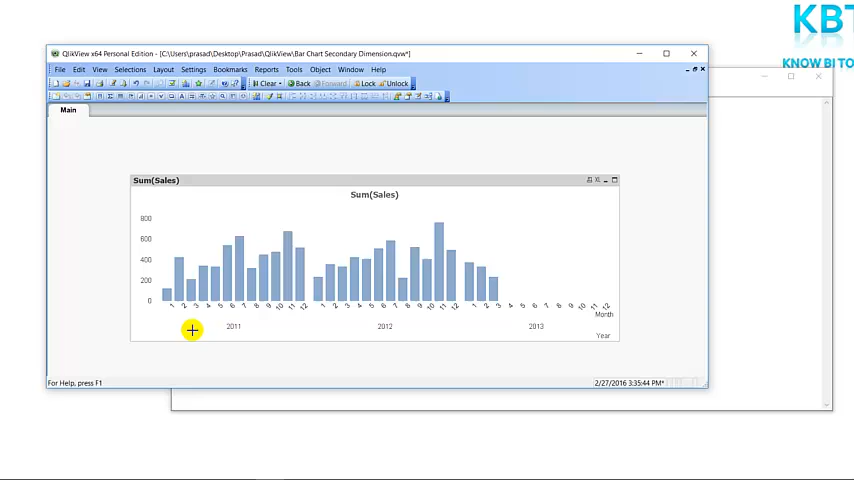 KBT
KNOW BI TO
QlikView x64 Personal Edition - [C:\Users\prasad\Desktop\Prasad\QlikView\Bar Chart Secondary Dimension.qvw*]
File Edit View Selections Layout Settings Bookmarks Reports Tools Object Window Help
Clear Back Forward Lock Unlock
Main
Sum(Sales) XL
Sum(Sales)
800
600
400
200
0
1 2 3 4 5 6 7 8 9 10 11 12 1 2 3 4 5 6 7 8 9 10 11 12 1 2 3 4 5 6 7 8 9 10 11 12
Month
2011 2012 2013
Year
For Help, press F1 2/27/2016 3:35:44 PM*